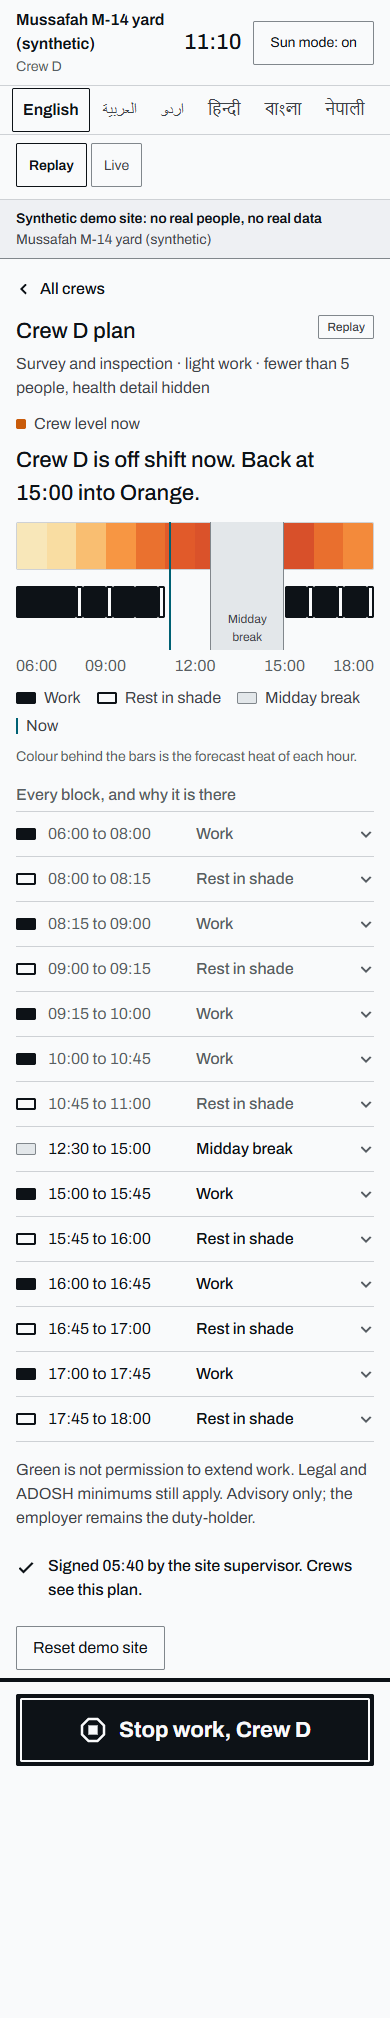 Mussafah M-14 yard
(synthetic)
Crew D
11:10
Sun mode: on
English
العربية
اردو
हिन्दी
বাংলা
नेपाली
Replay
Live
Synthetic demo site: no real people, no real data
Mussafah M-14 yard (synthetic)
All crews
Crew D plan
Replay
Survey and inspection · light work · fewer than 5
people, health detail hidden
Crew level now
Crew D is off shift now. Back at
15:00 into Orange.
Midday
break
06:00 09:00 12:00 15:00 18:00
Work Rest in shade Midday break
Now
Colour behind the bars is the forecast heat of each hour.
Every block, and why it is there
06:00 to 08:00 Work
08:00 to 08:15 Rest in shade
08:15 to 09:00 Work
09:00 to 09:15 Rest in shade
09:15 to 10:00 Work
10:00 to 10:45 Work
10:45 to 11:00 Rest in shade
12:30 to 15:00 Midday break
15:00 to 15:45 Work
15:45 to 16:00 Rest in shade
16:00 to 16:45 Work
16:45 to 17:00 Rest in shade
17:00 to 17:45 Work
17:45 to 18:00 Rest in shade
Green is not permission to extend work. Legal and
ADOSH minimums still apply. Advisory only; the
employer remains the duty-holder.
Signed 05:40 by the site supervisor. Crews
see this plan.
Reset demo site
Stop work, Crew D